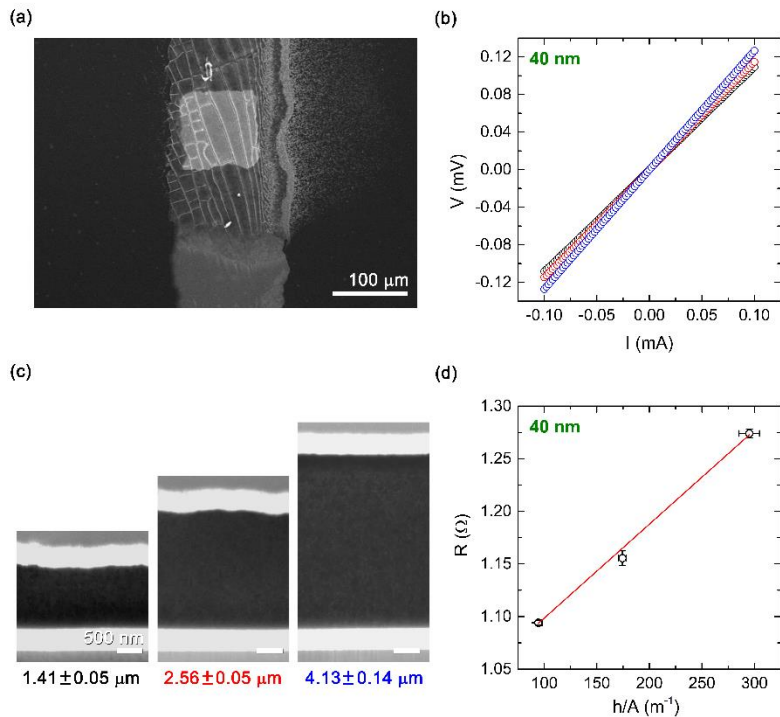 (a)
100 μm
(b)
40 nm
V (mV)
0.12
0.08
0.04
0.00
-0.04
-0.08
-0.12
-0.10
-0.05
0.00
0.05
0.10
I (mA)
(c)
500 nm
1.41±0.05 μm
2.56±0.05 μm
4.13±0.14 μm
(d)
40 nm
R (Ω)
1.30
1.25
1.20
1.15
1.10
1.05
100
150
200
250
300
h/A (m⁻¹)